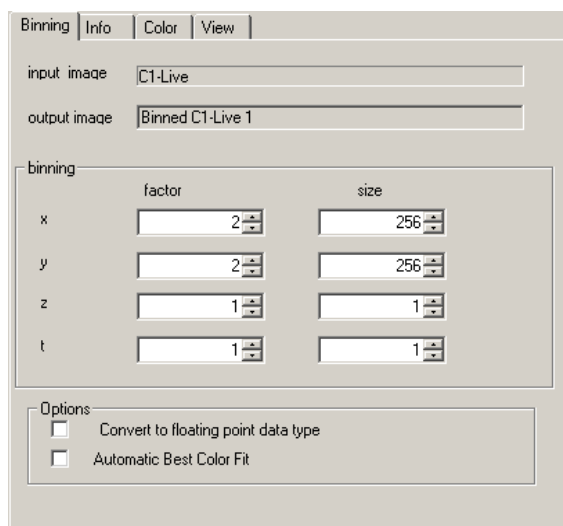 Binning Info Color View
input image C1-Live
output image Binned C1-Live 1
binning
factor size
x 2 256
y 2 256
z 1 1
t 1 1
Options
Convert to floating point data type
Automatic Best Color Fit